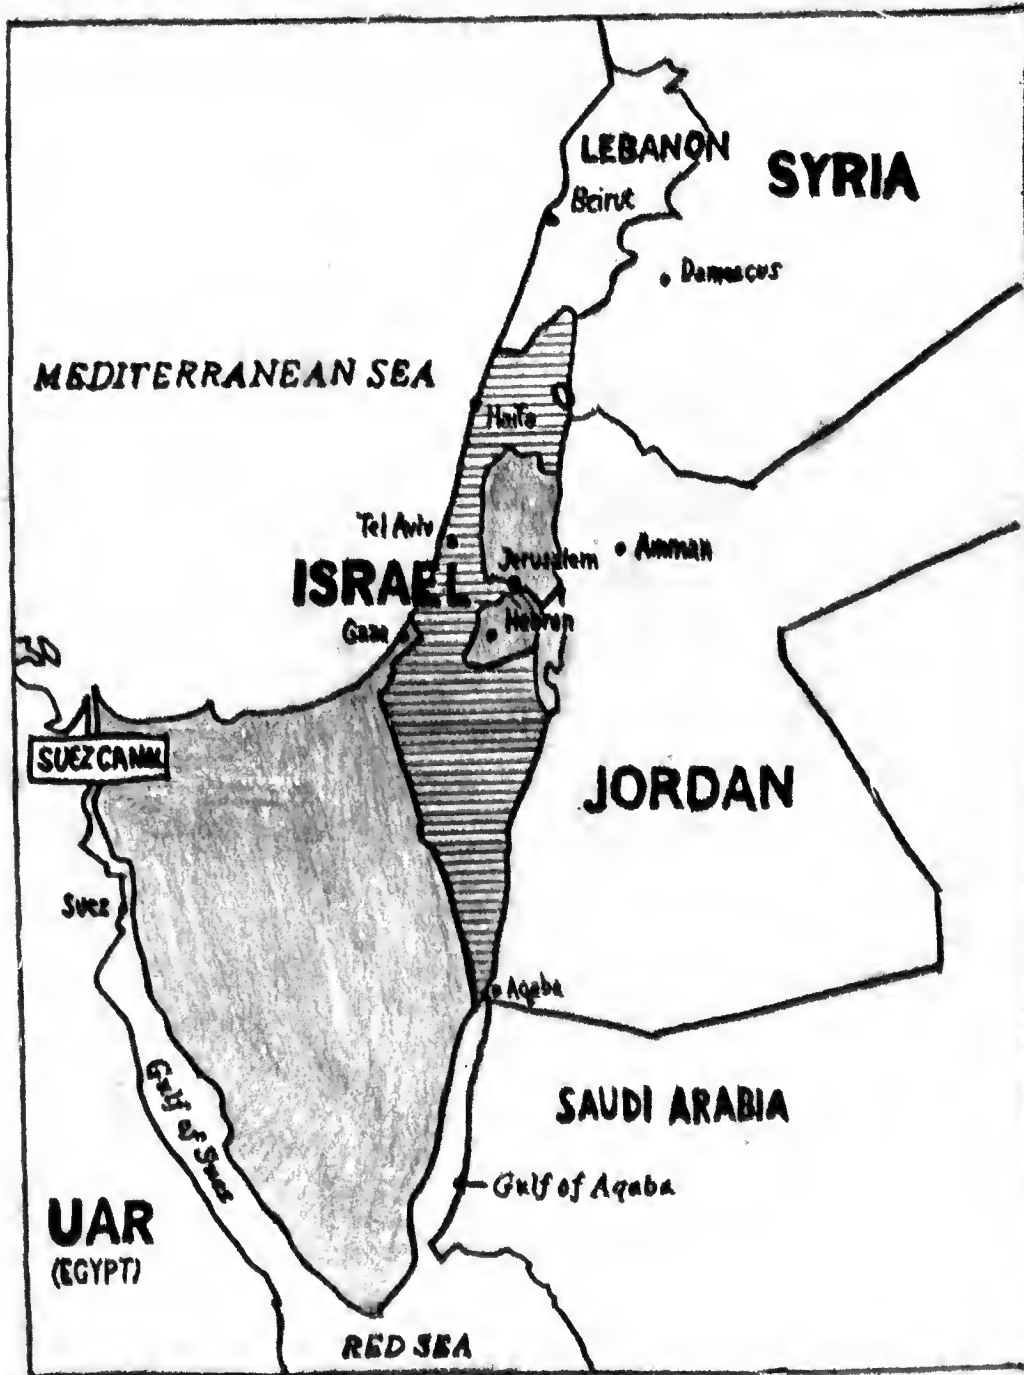 LEBANON
SYRIA
Beirut
Damascus
MEDITERRANEAN SEA
Haifa
Tel Aviv
Jerusalem
Amman
ISRAEL
Gaza
Hebron
SUEZ CANAL
JORDAN
Suez
Aqaba
Gulf of Suez
SAUDI ARABIA
Gulf of Aqaba
UAR
(EGYPT)
RED SEA